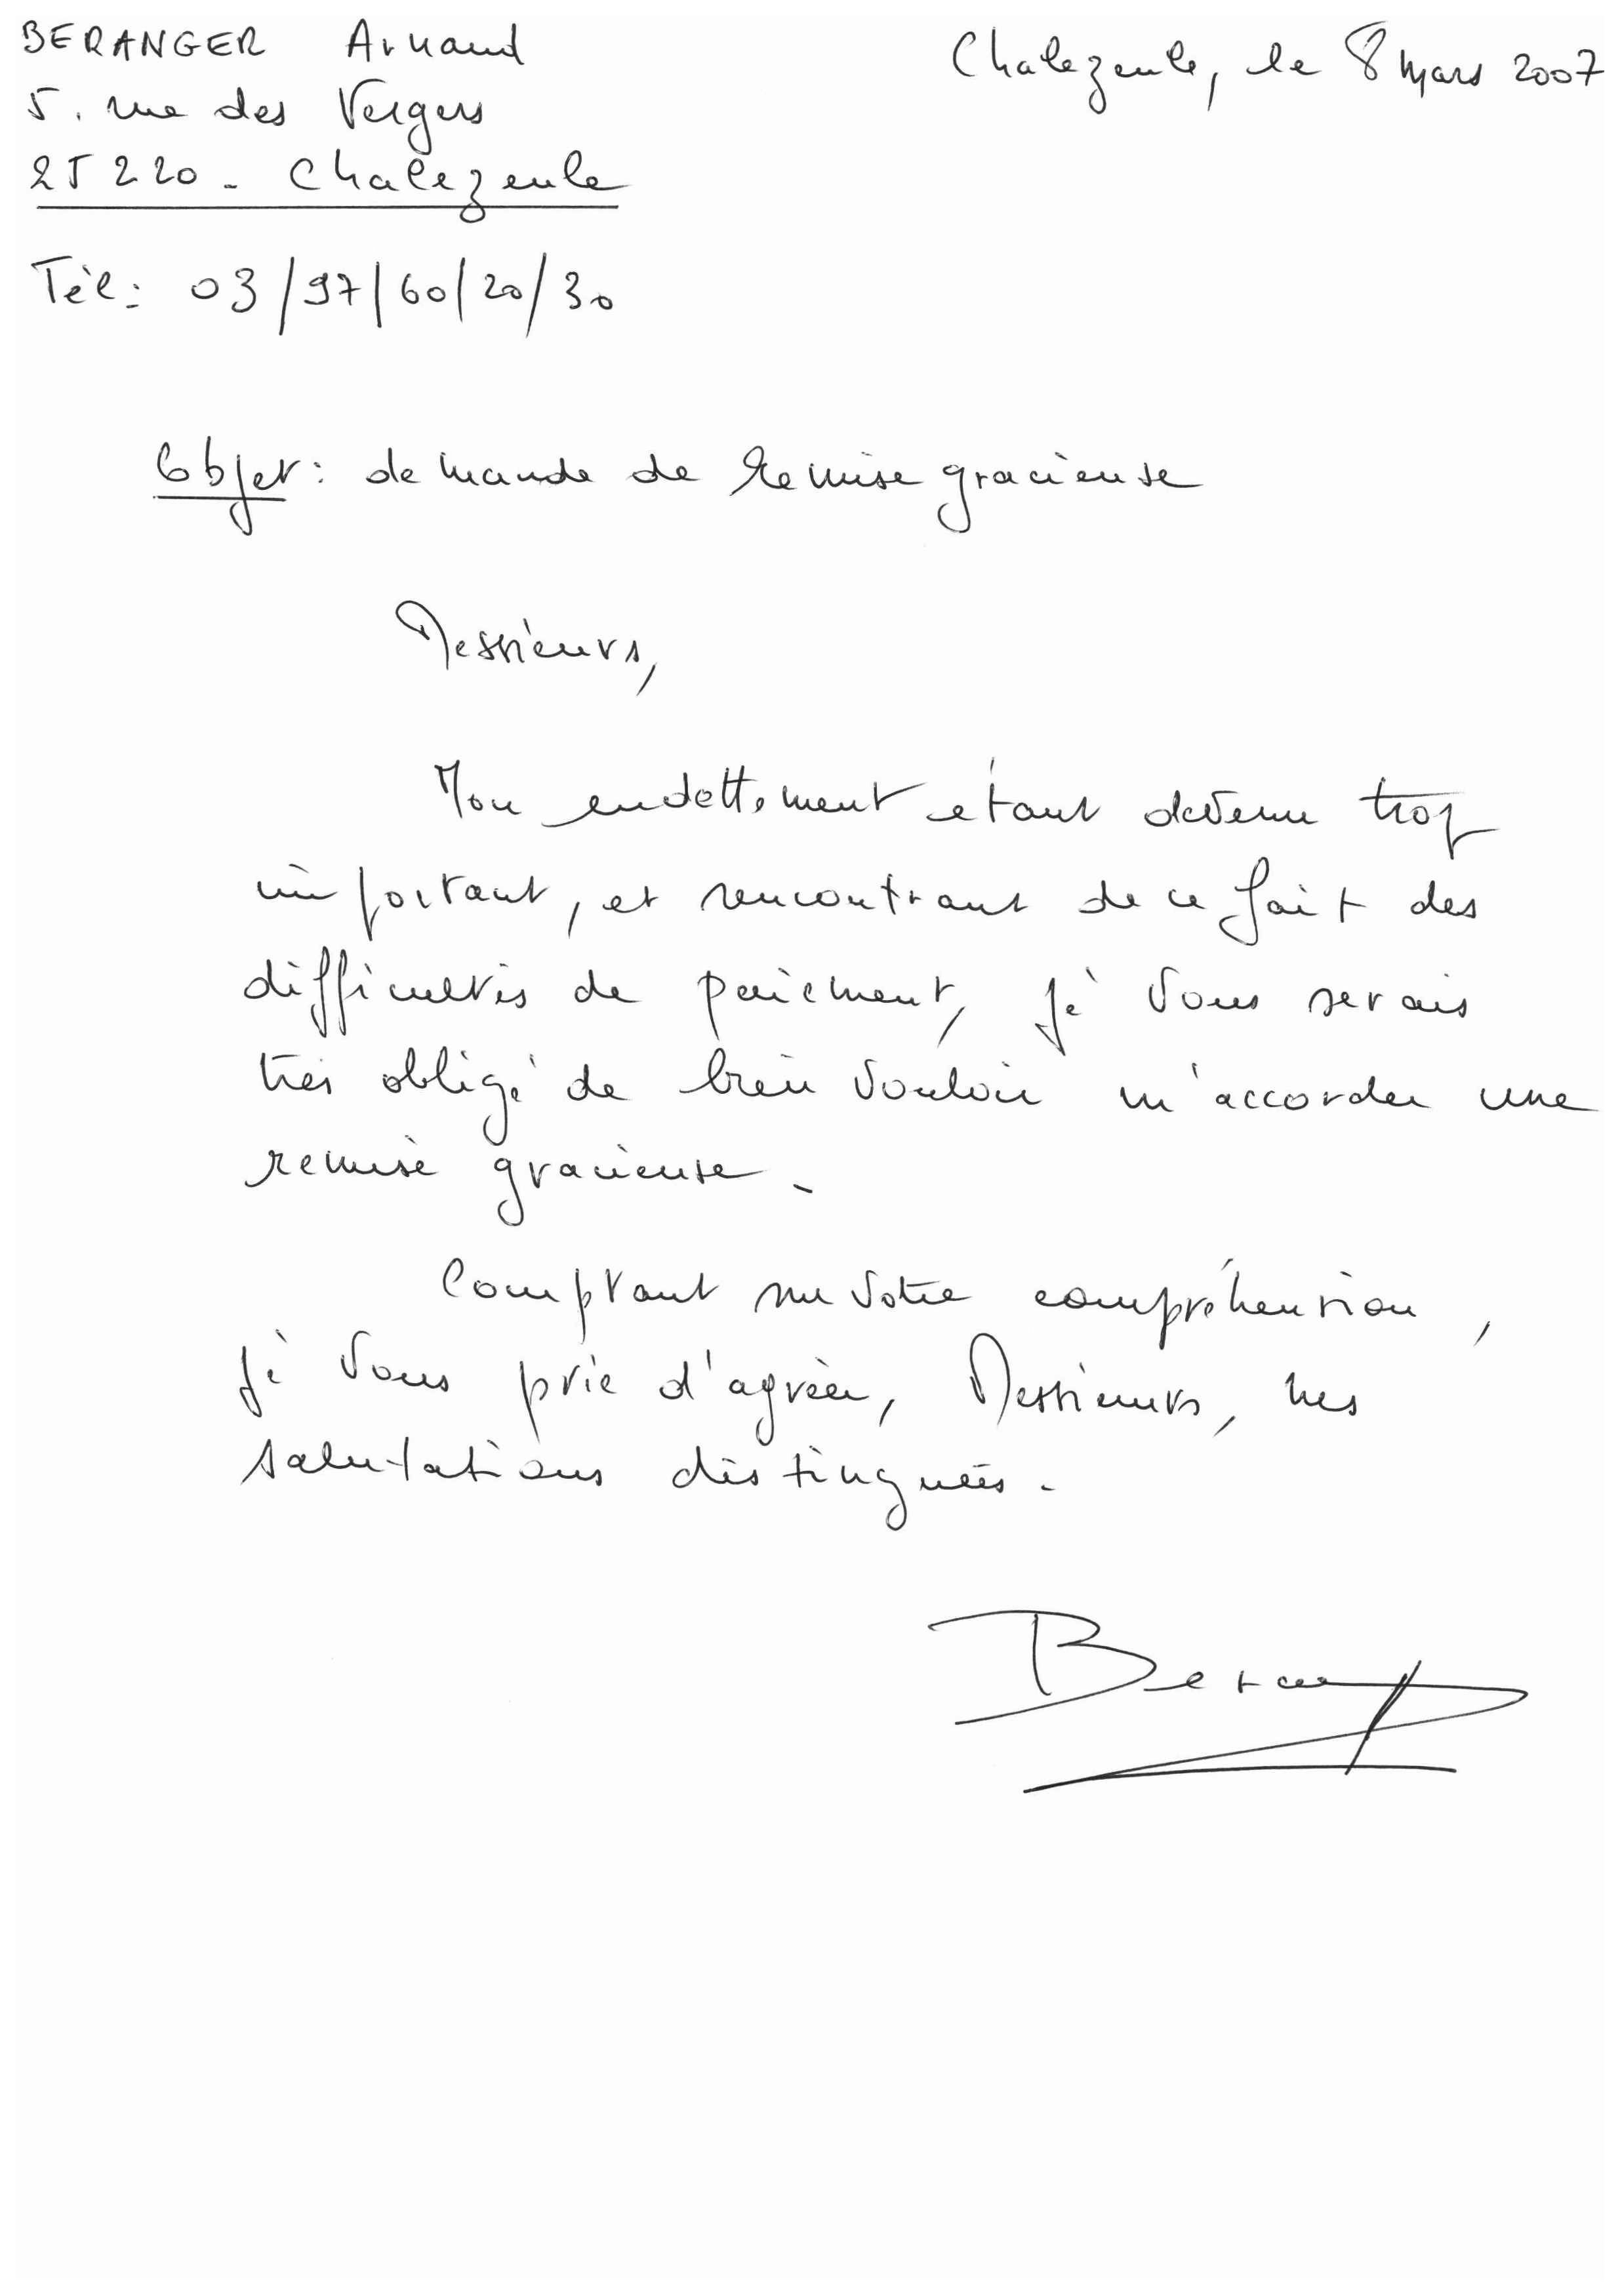 BERANGER Arnaud
Chalezeule, le 8 mars 2007
5, rue des Vergers
25220 - Chalezeule
Tél: 03/97/60/20/30
Objet: demande de remise gracieuse
Messieurs,
Mon endettement étant devenu trop
important, et rencontrant de ce fait des
difficultés de paiement, je vous serais
très obligé de bien vouloir m'accorder une
remise gracieuse.
Comptant sur votre compréhension,
je vous prie d'agréer, Messieurs, mes
salutations distinguées.